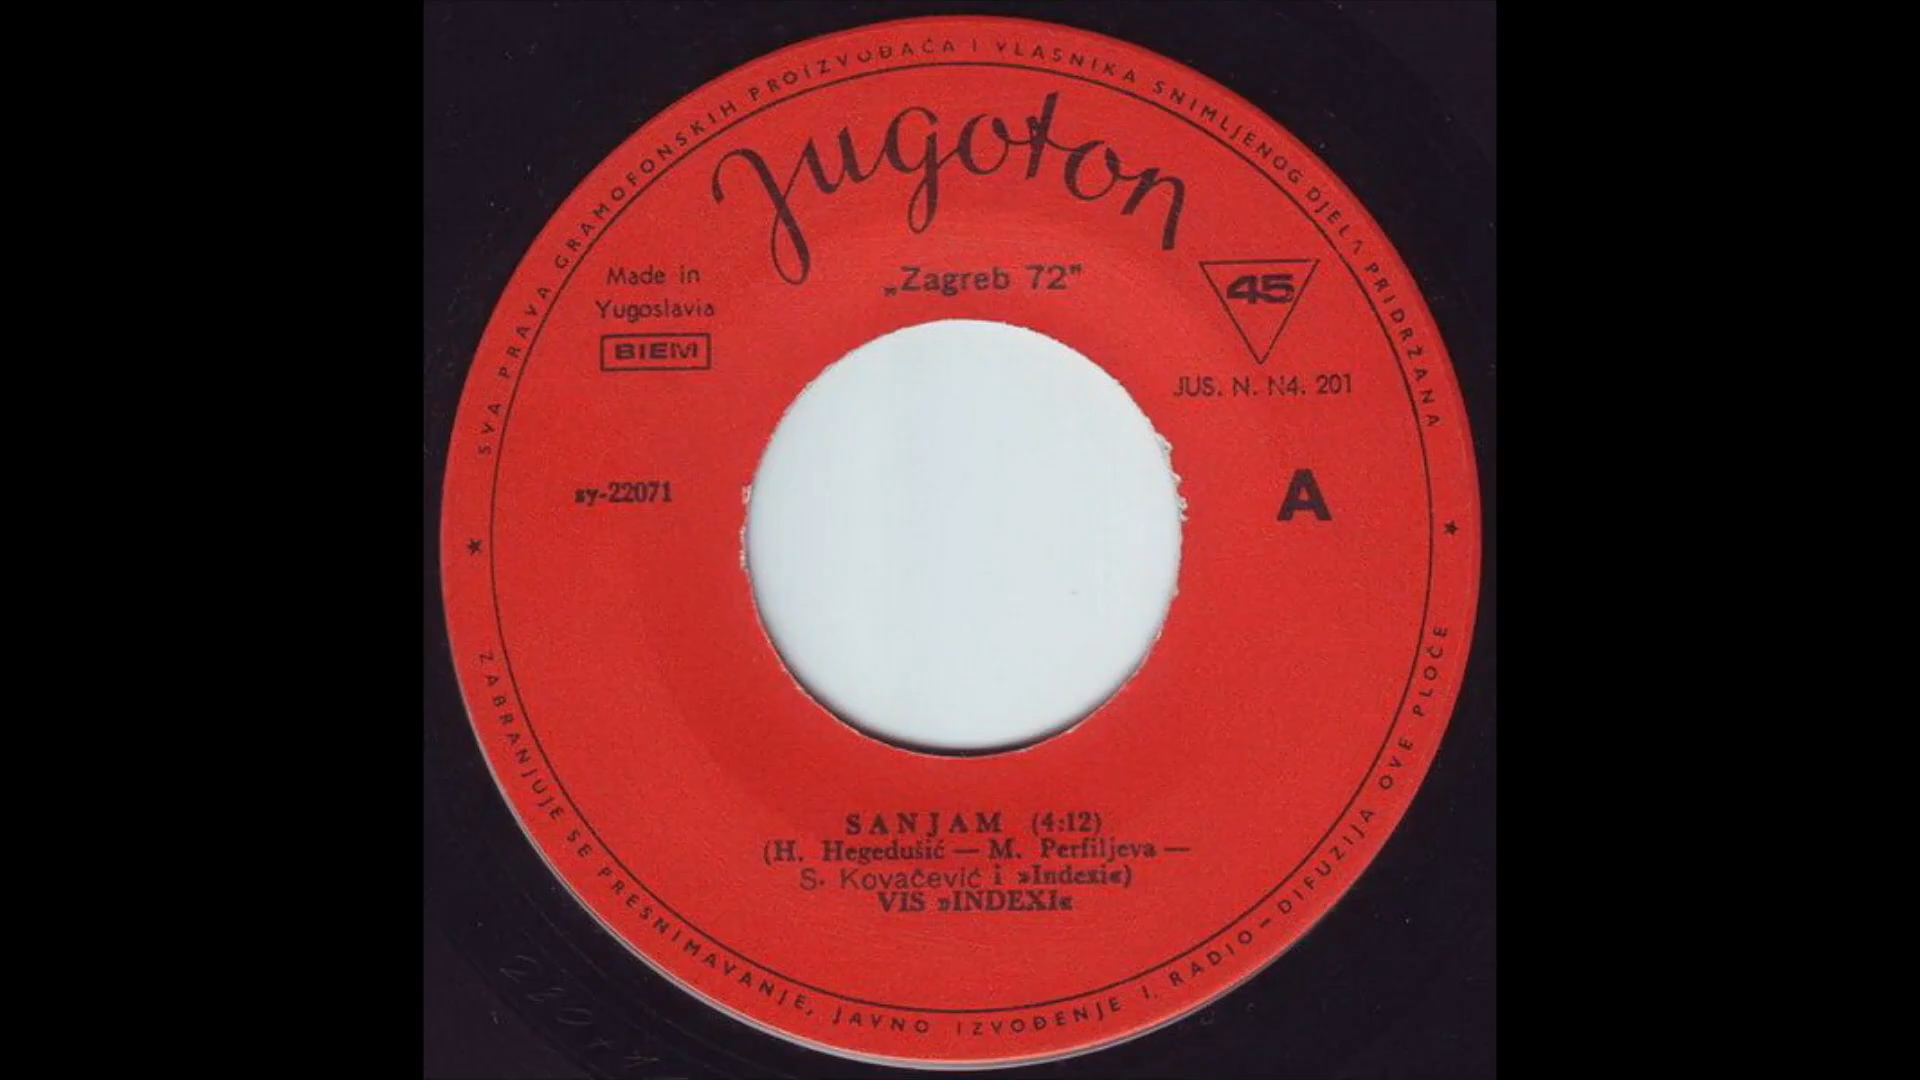 SVA PRAVA GRAMOFONSKIH PROIZVOĐAČA I VLASNIKA SNIMLJENOG DJELA PRIDRŽANA
Jugoton
„Zagreb 72"
Made in
Yugoslavia
BIEM
45
JUS. N. N4. 201
sy-22071
A
SANJAM (4:12)
(H. Hegedušić — M. Perfiljeva —
S. Kovačević i »Indexi«)
VIS »INDEXI«
ZABRANJUJE SE PRESNIMAVANJE, JAVNO IZVOĐENJE I RADIO-DIFUZIJA OVE PLOČE